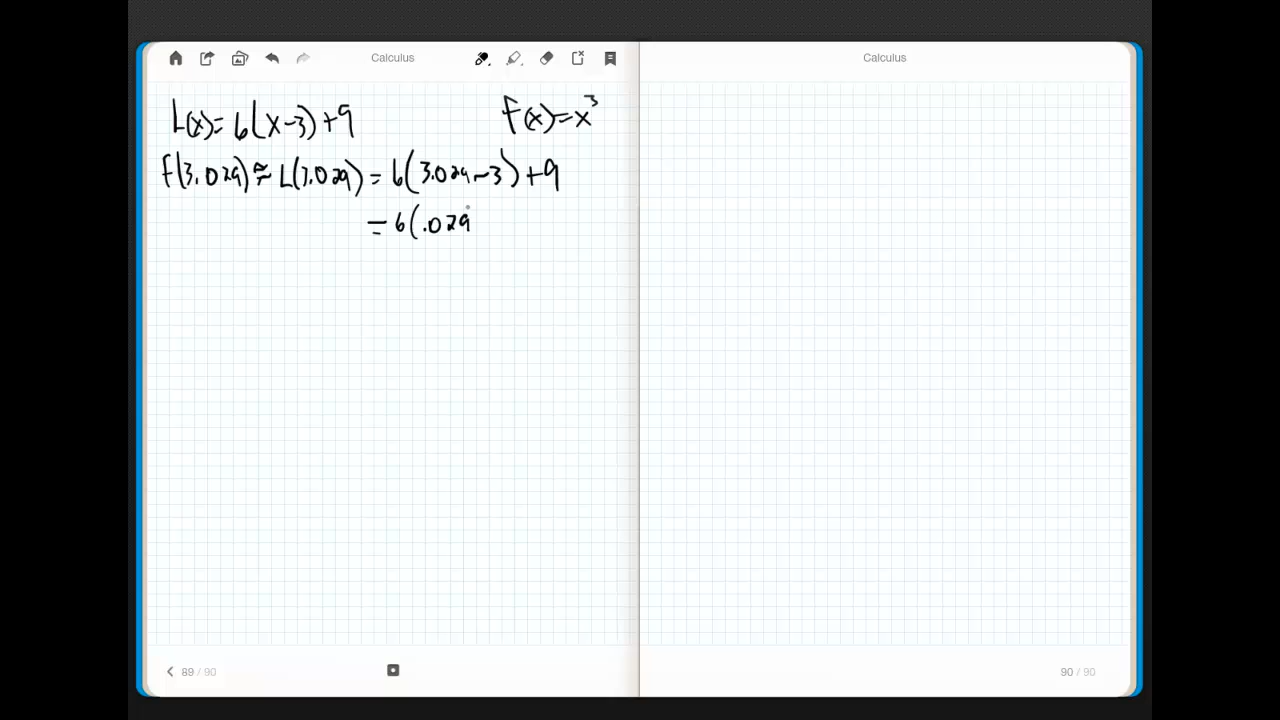 Calculus
Calculus
L(x)=6(x-3)+9
f(x)=x³
f(3.029)≈L(3.029)=6(3.029-3)+9
=6(.029
89 / 90
90 / 90